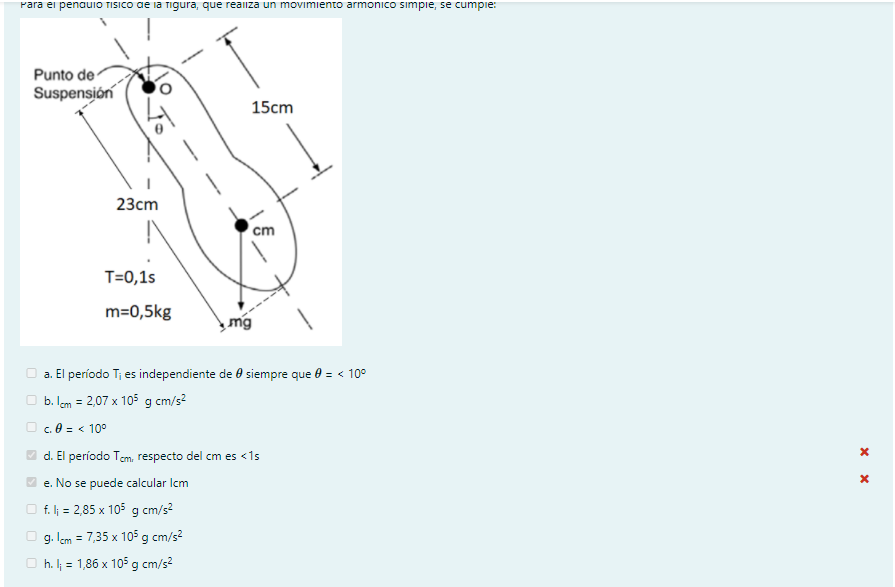 Para el péndulo físico de la figura, que realiza un movimiento armónico simple, se cumple:
Punto de
Suspensión
O
15cm
θ
23cm
cm
T=0,1s
m=0,5kg
mg
a. El período Tᵢ es independiente de θ siempre que θ = < 10º
b. Icm = 2,07 x 10⁵ g cm/s²
c. θ = < 10º
d. El período Tcm, respecto del cm es <1s
e. No se puede calcular Icm
f. Iⱼ = 2,85 x 10⁵ g cm/s²
g. Icm = 7,35 x 10⁵ g cm/s²
h. Iⱼ = 1,86 x 10⁵ g cm/s²